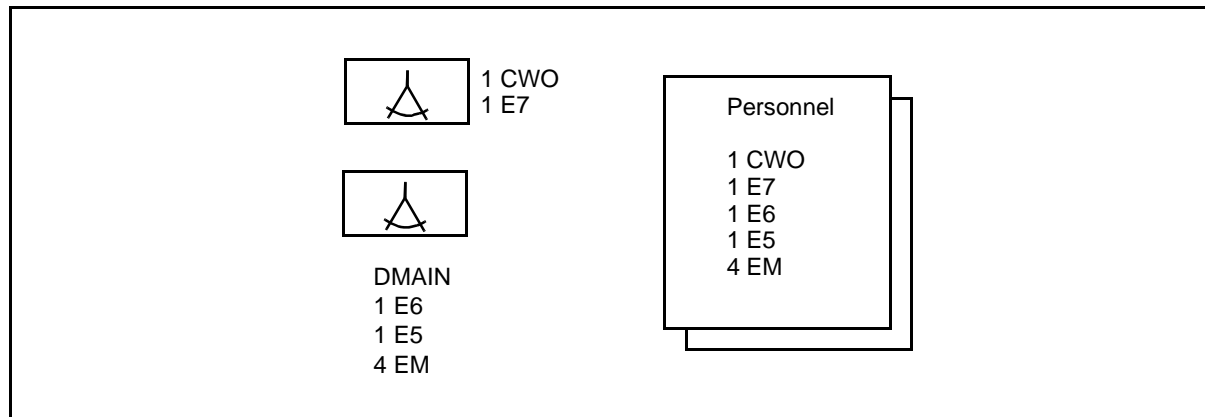 1 CWO
1 E7
DMAIN
1 E6
1 E5
4 EM
Personnel
1 CWO
1 E7
1 E6
1 E5
4 EM